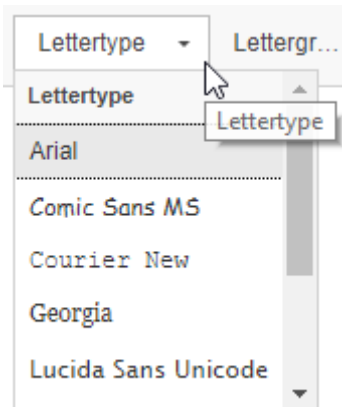 Lettertype Lettergr...
Lettertype
Lettertype
Arial
Comic Sans MS
Courier New
Georgia
Lucida Sans Unicode